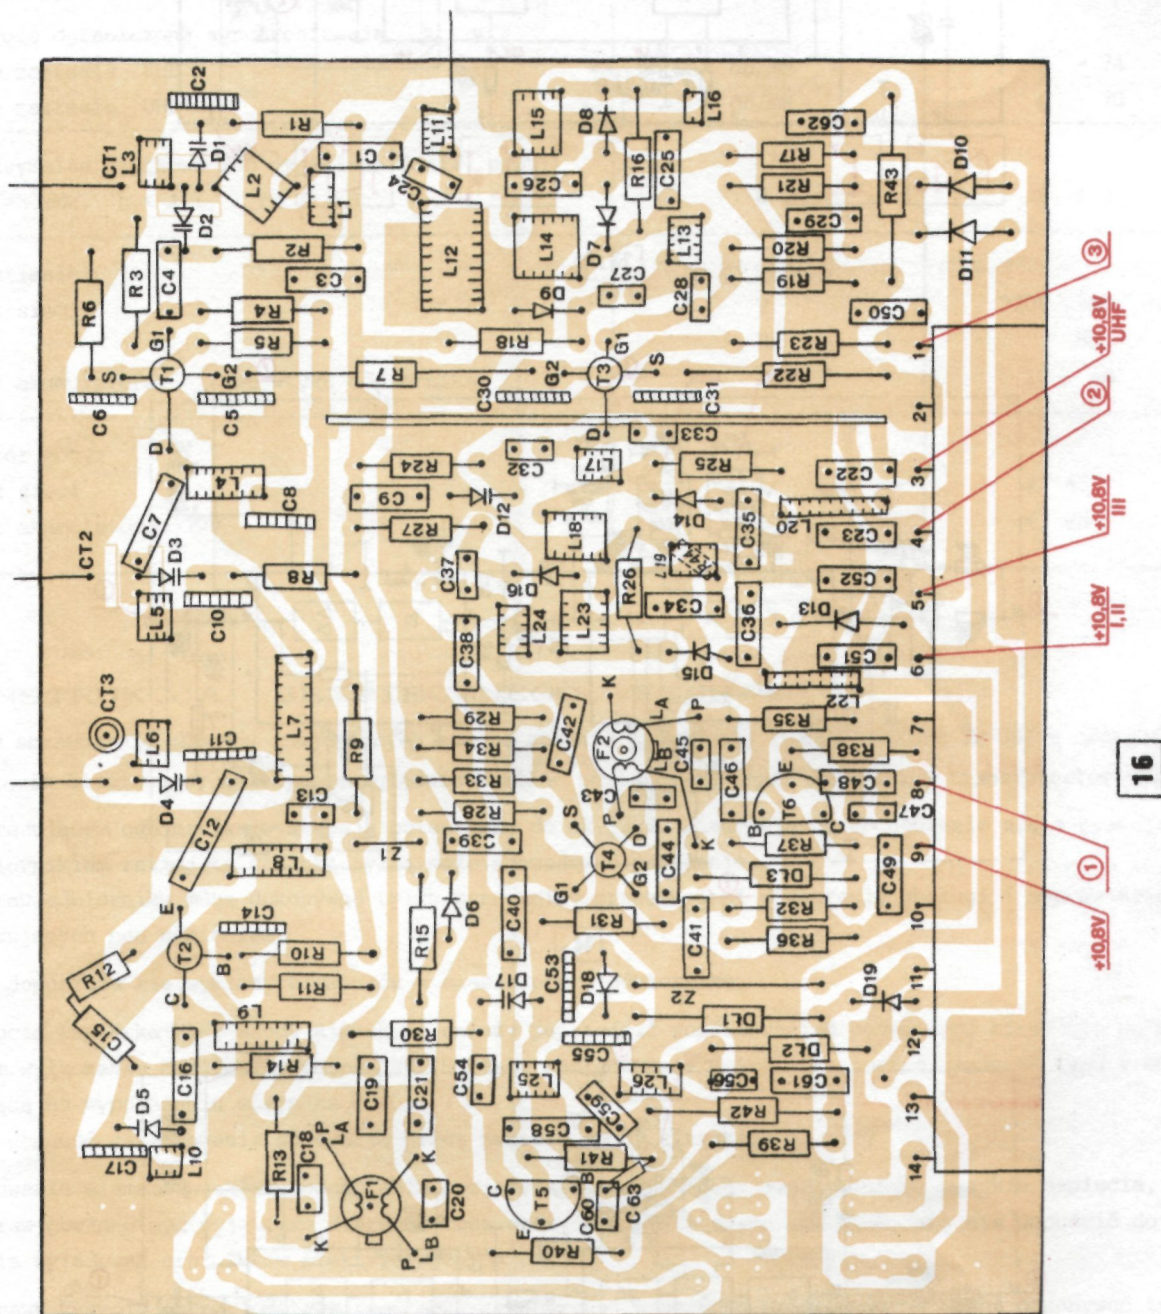 C2
CT1
L3
D1
R1
L2
C1
L1
C24
L11
L15
D8
L16
R16
C25
C26
C62
R17
R21
R43
D10
D2
R3
C4
R2
C3
R6
R4
R5
L12
L14
D7
L13
C27
D9
C28
C29
R20
R19
C50
D11
G1
T1
S
G2
D
R7
R18
G1
G2
T3
S
D
R23
R22
C6
C5
C30
C31
C33
1
2
3
4
5
6
7
8
9
10
11
12
13
14
3
+10,8V
UHF
2
+10,8V
III
+10,8V
I,II
1
+10,8V
L4
C7
C8
CT2
D3
L5
C10
R8
R24
C9
R27
D12
C32
L17
R25
C22
L18
D14
C35
L20
C23
L19
C37
D16
R26
C34
C52
C38
L24
L23
C36
D13
D15
C51
L22
CT3
L6
C11
L7
D4
C12
C13
R9
L8
Z1
R29
R34
R33
R28
C39
C42
F2
K
LA
P
LB
P
K
C43
C45
C46
R35
R38
E
T6
B
C
C48
C47
S
T4
D
G1
G2
C44
R37
DL3
R32
R36
C49
C41
R31
C40
E
T2
B
C
C14
R12
C15
R10
R11
L9
R14
C16
R15
D6
D17
C53
D18
Z2
D19
R30
C55
DL1
DL2
D5
C17
L10
C19
C21
C54
L25
L26
C56
C61
C59
R42
R39
C58
R41
R13
C18
P
LA
K
F1
K
LB
P
C20
C
T5
B
E
C60
C63
R40
16